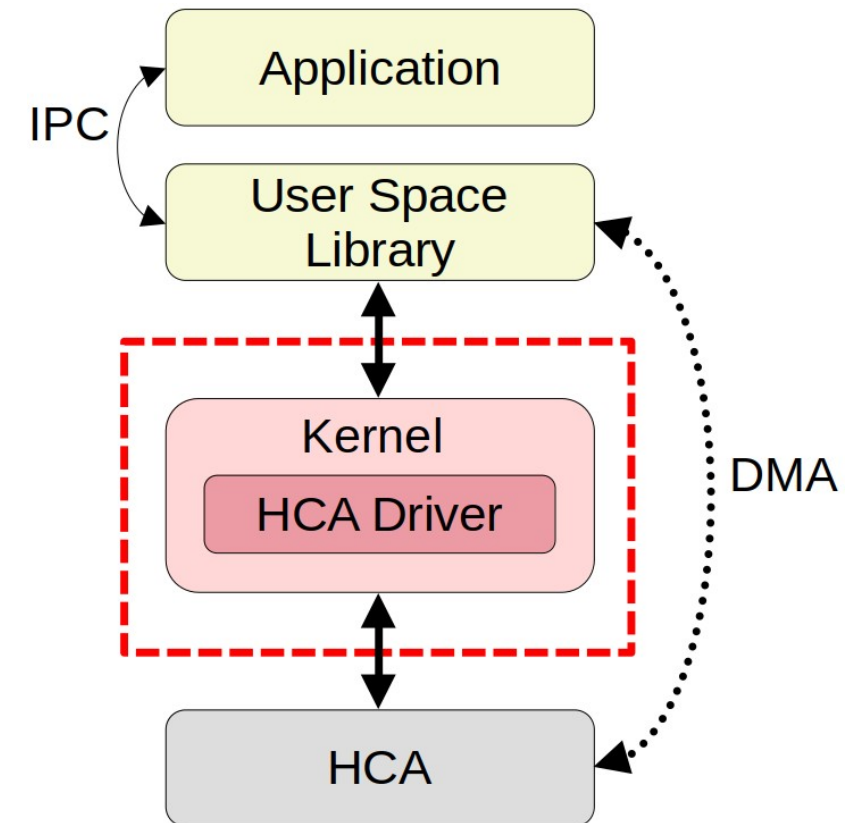 Application
IPC
User Space
Library
Kernel
HCA Driver
DMA
HCA